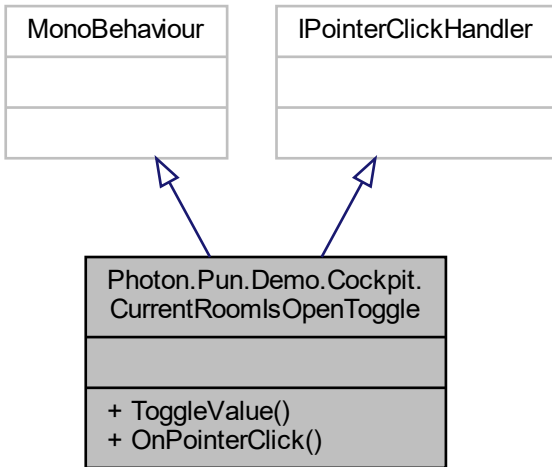 MonoBehaviour
IPointerClickHandler
Photon.Pun.Demo.Cockpit.
CurrentRoomIsOpenToggle
+ ToggleValue()
+ OnPointerClick()